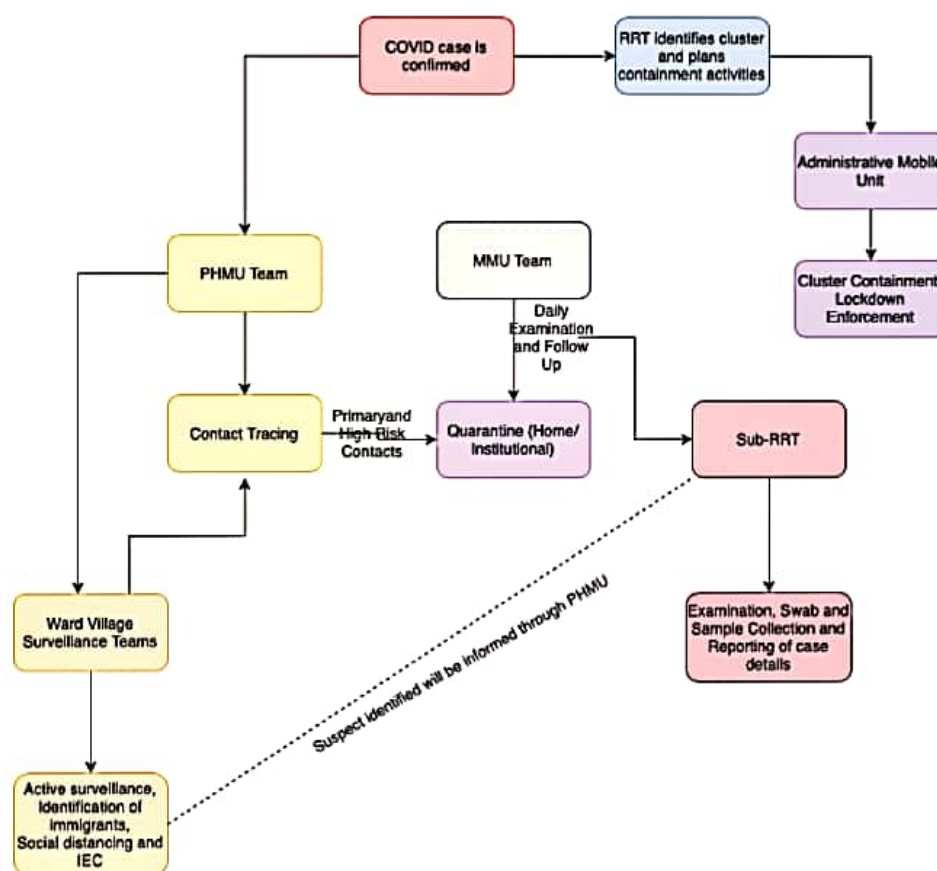 COVID case is
confirmed
RRT identifies cluster
and plans
containment activities
Administrative Mobile
Unit
PHMU Team
MMU Team
Cluster Containment
Lockdown
Enforcement
Daily
Examination
and Follow
Up
Contact Tracing
Primaryand
High Risk
Contacts
Quarantine (Home/
Institutional)
Sub-RRT
Ward Village
Surveillance Teams
Suspect identified will be informed through PHMU
Examination, Swab and
Sample Collection and
Reporting of case
details
Active surveillance,
Identification of
immigrants,
Social distancing and
IEC